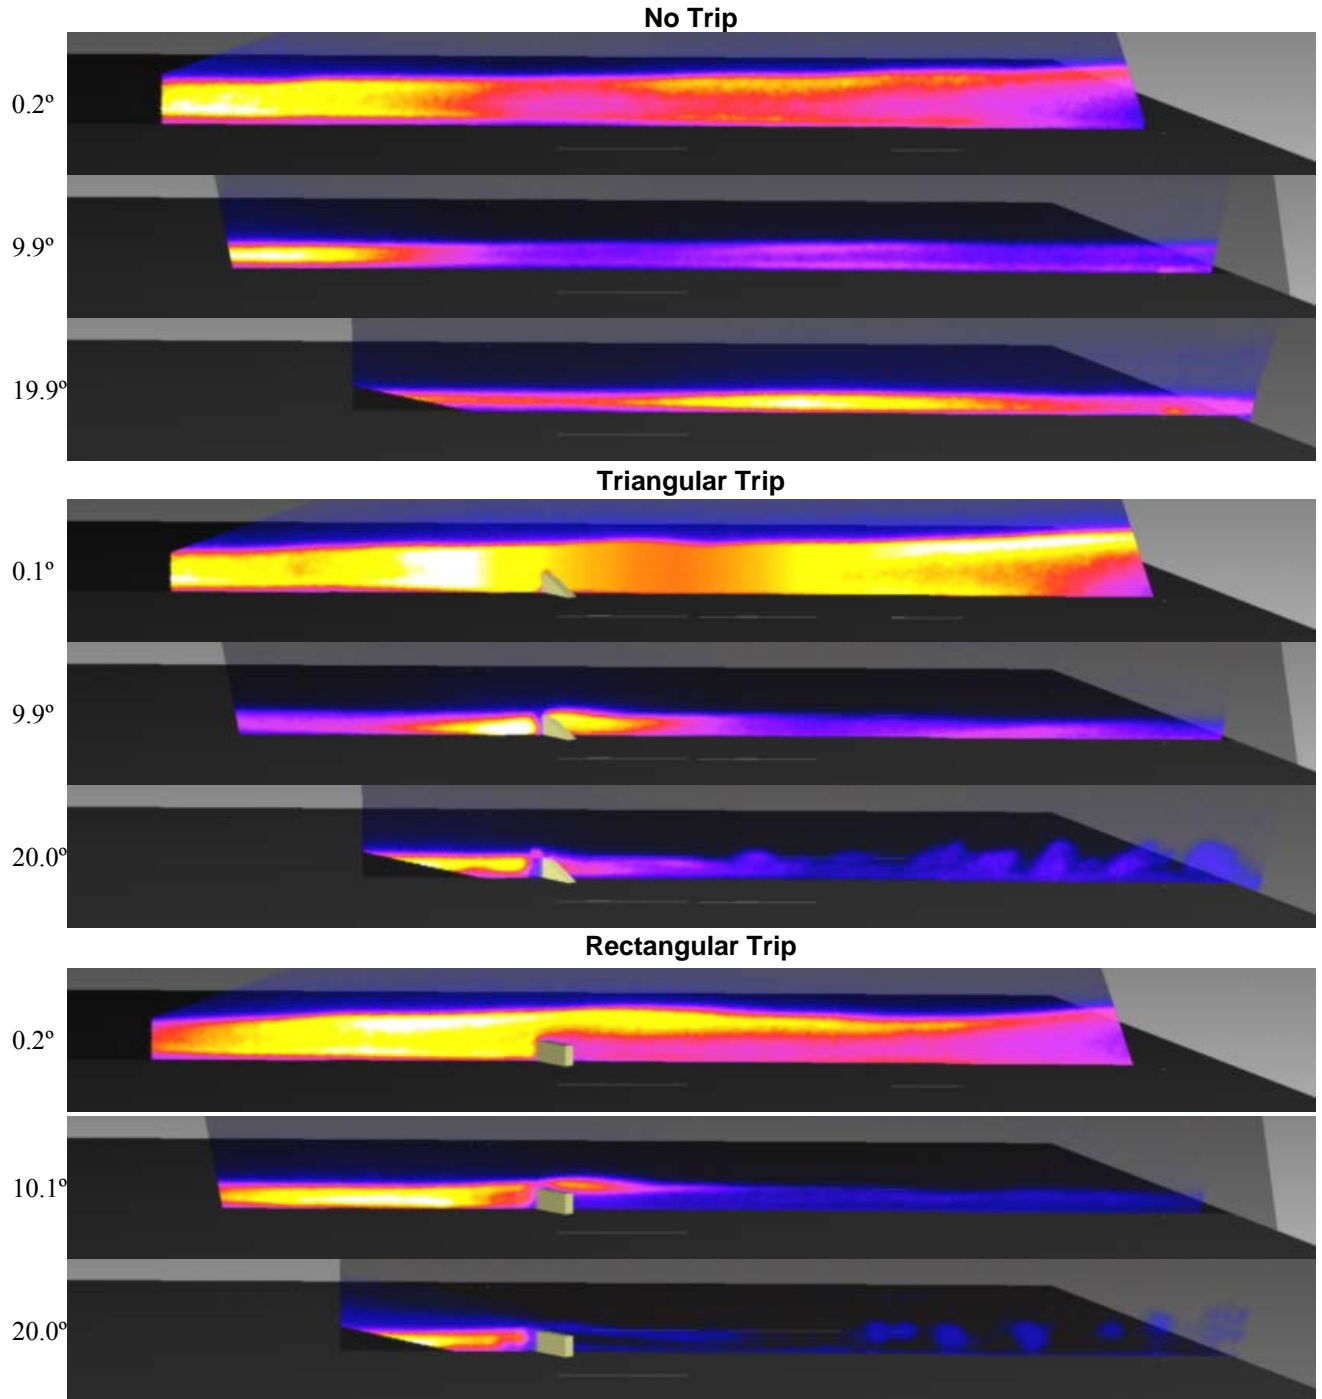 No Trip
0.2º
9.9º
19.9º
Triangular Trip
0.1º
9.9º
20.0º
Rectangular Trip
0.2º
10.1º
20.0º